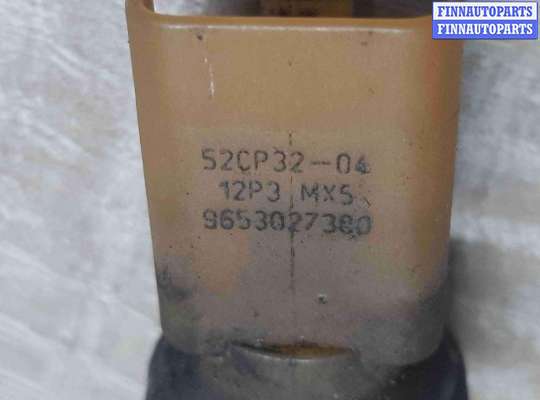 FINNAUTOPARTS
FINNAUTOPARTS
52CP32-04
12P3 MX5
9653027380